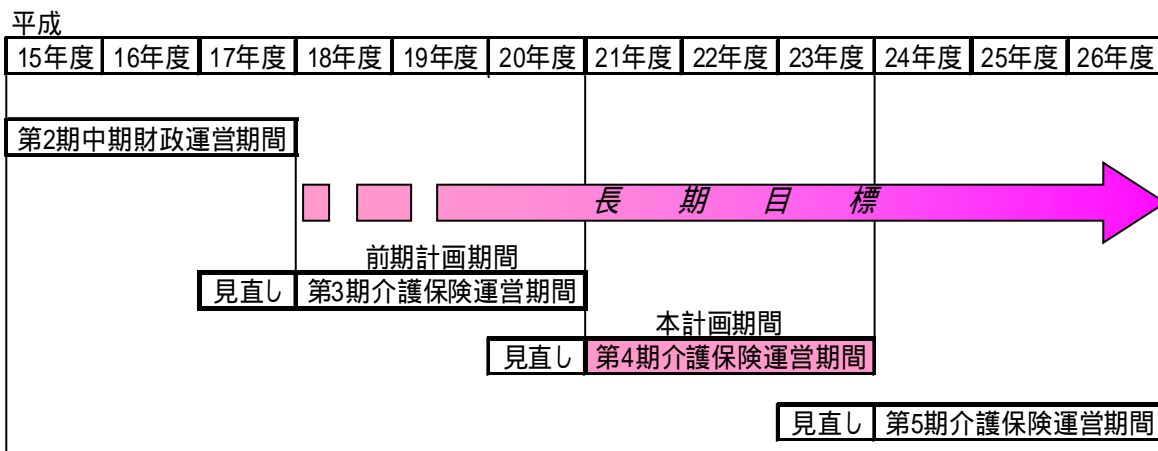 平成
15年度 16年度 17年度 18年度 19年度 20年度 21年度 22年度 23年度 24年度 25年度 26年度
第2期中期財政運営期間
長期目標
前期計画期間
見直し 第3期介護保険運営期間
本計画期間
見直し 第4期介護保険運営期間
見直し 第5期介護保険運営期間